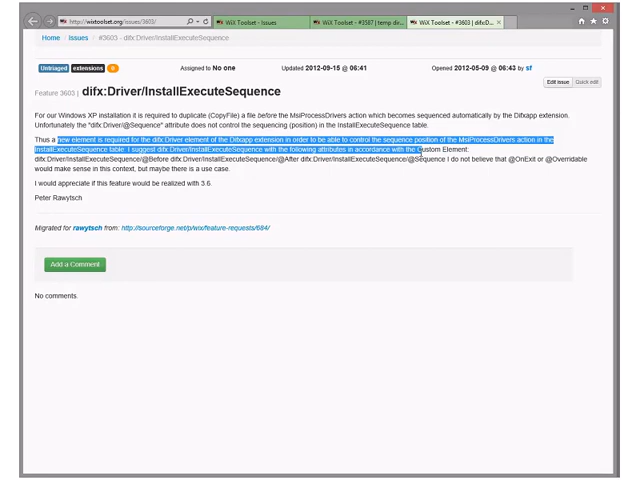 http://wixtoolset.org/issues/3603/
WiX Toolset - Issues
WiX Toolset - #3587 | temp dir...
WiX Toolset - #3603 | difx:D...
Home / Issues / #3603 - difx:Driver/InstallExecuteSequence
Untriaged extensions 0 Assigned to No one Updated 2012-09-15 @ 06:41 Opened 2012-05-09 @ 06:43 by sf
Edit issue Quick edit
Feature 3603 | difx:Driver/InstallExecuteSequence
For our Windows XP installation it is required to duplicate (CopyFile) a file before the MsiProcessDrivers action which becomes sequenced automatically by the Difxapp extension.
Unfortunately the "difx:Driver/@Sequence" attribute does not control the sequencing (position) in the InstallExecuteSequence table.
Thus a new element is required for the difx:Driver element of the Difxapp extension in order to be able to control the sequence position of the MsiProcessDrivers action in the
InstallExecuteSequence table. I suggest difx:Driver/InstallExecuteSequence with the following attributes in accordance with the Custom Element:
difx:Driver/InstallExecuteSequence/@Before difx:Driver/InstallExecuteSequence/@After difx:Driver/InstallExecuteSequence/@Sequence I do not believe that @OnExit or @Overridable
would make sense in this context, but maybe there is a use case.
I would appreciate if this feature would be realized with 3.6.
Peter Rawytsch
Migrated for rawytsch from: http://sourceforge.net/p/wix/feature-requests/684/
Add a Comment
No comments.